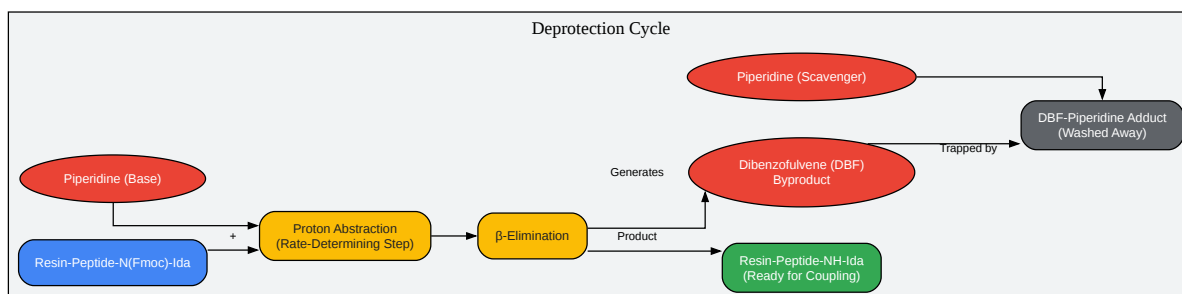 Deprotection Cycle
Piperidine (Scavenger)
DBF-Piperidine Adduct
(Washed Away)
Trapped by
Dibenzofulvene (DBF)
Byproduct
Generates
Piperidine (Base)
+
Proton Abstraction
(Rate-Determining Step)
β-Elimination
Product
Resin-Peptide-N(Fmoc)-Ida
Resin-Peptide-NH-Ida
(Ready for Coupling)